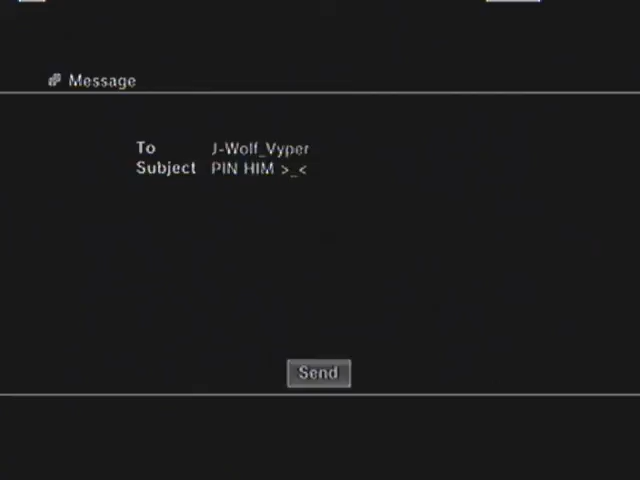 Message
To J-Wolf_Vyper
Subject PIN HIM >_<
Send